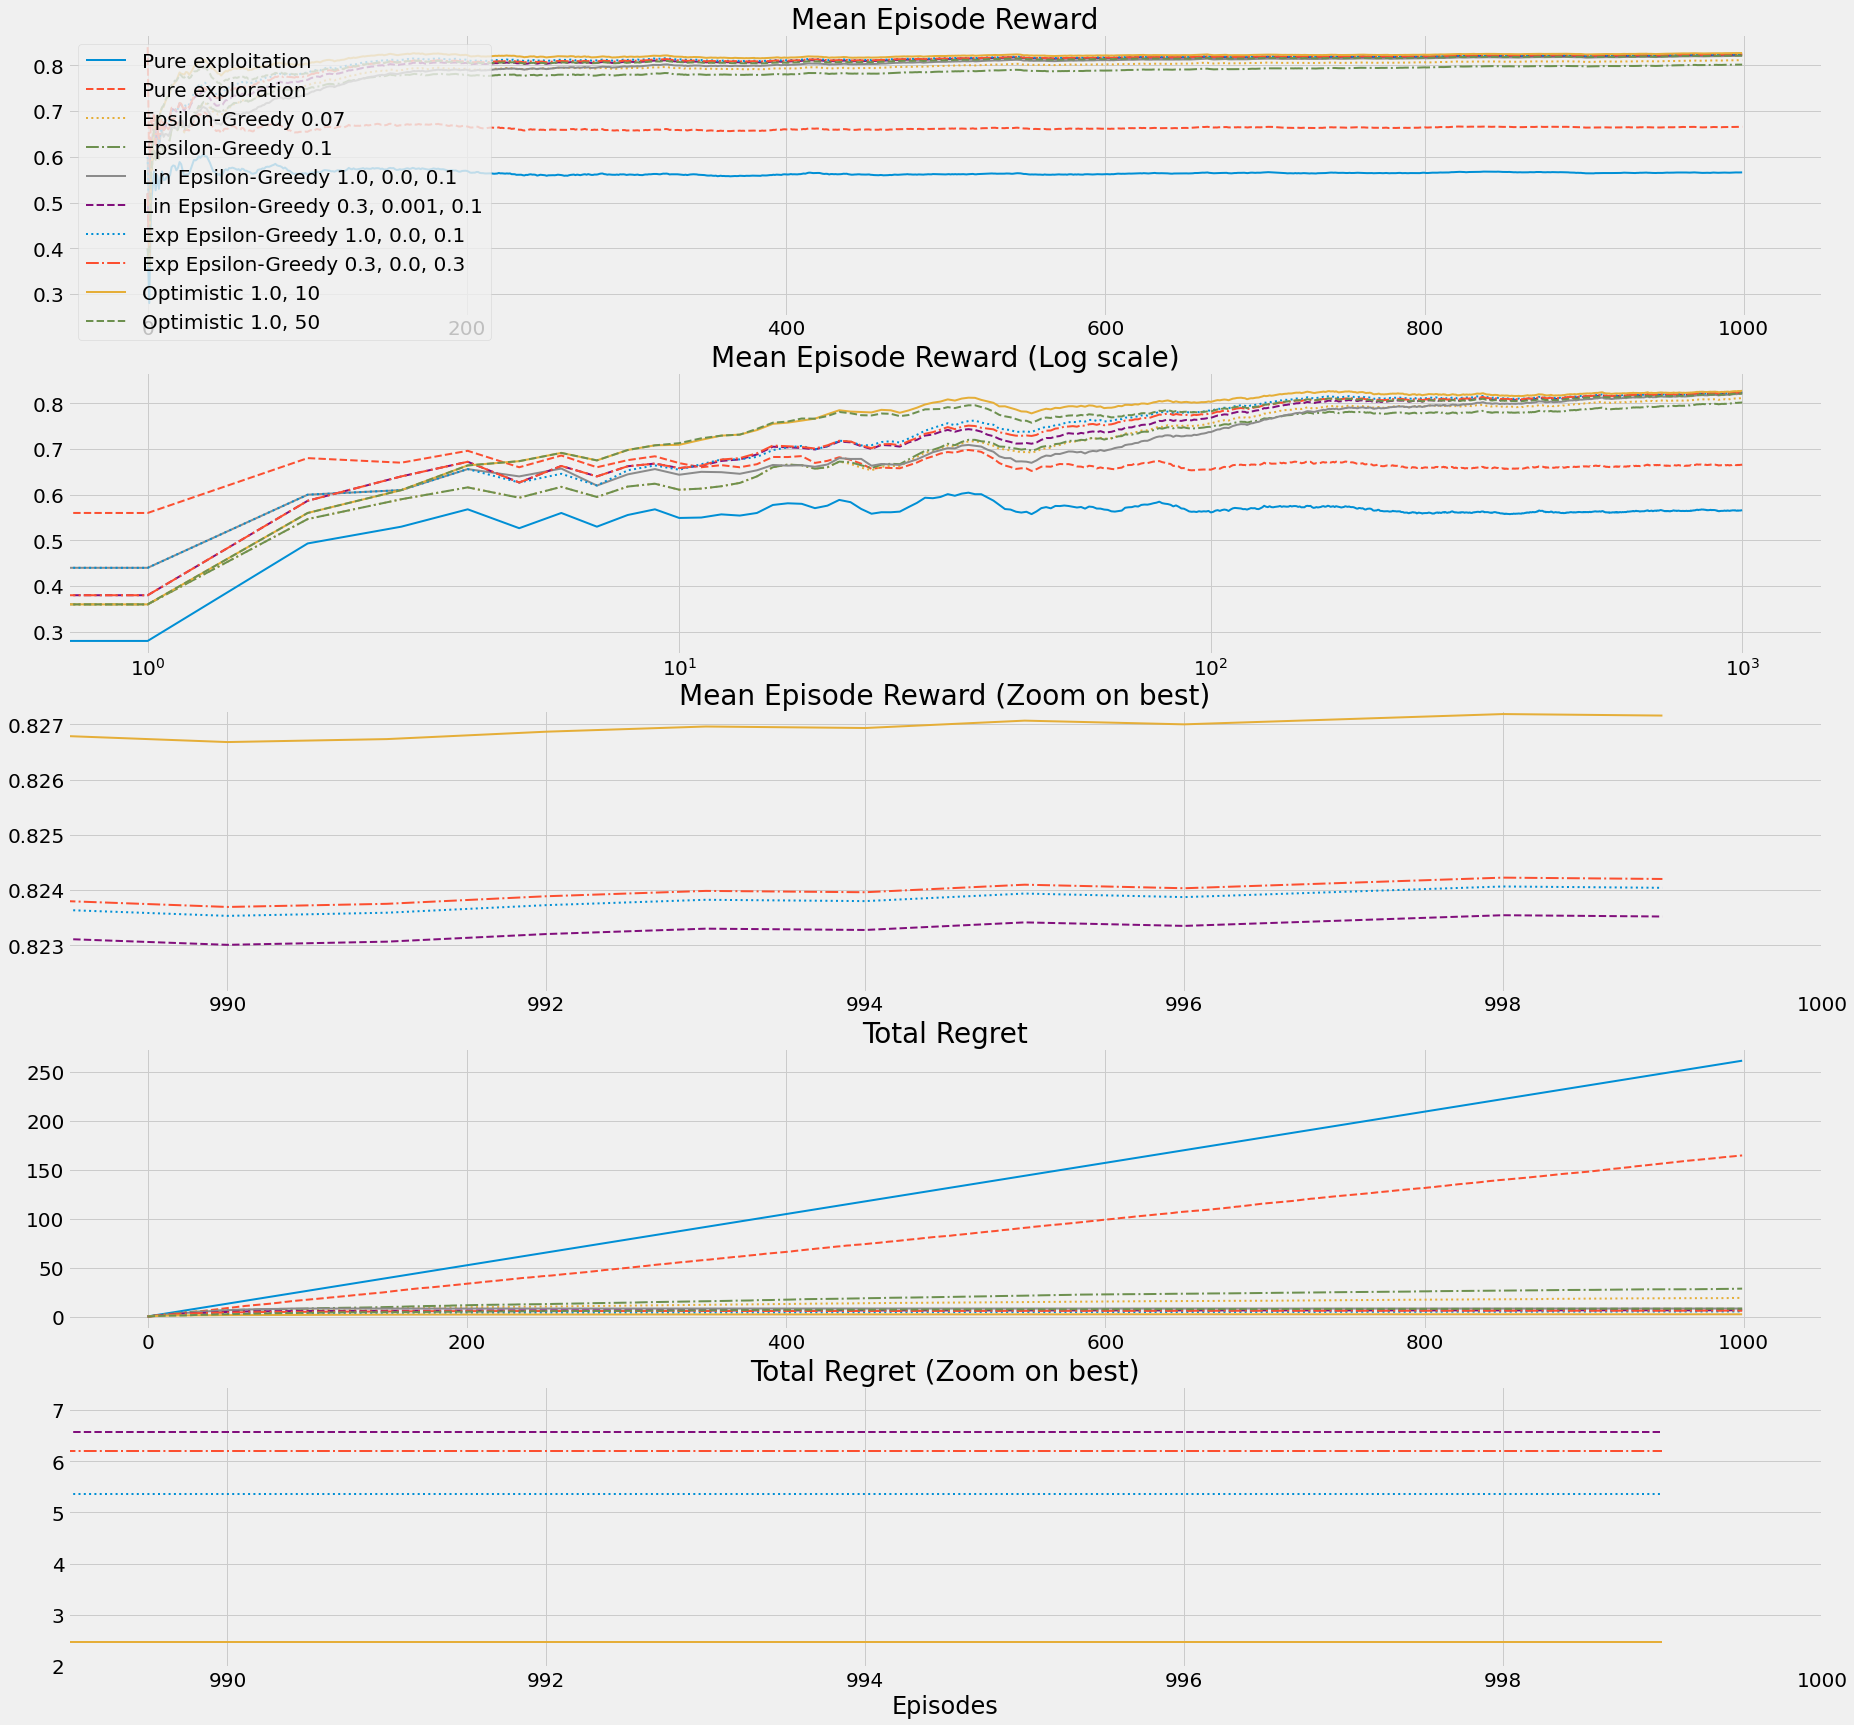 Mean Episode Reward
0.8
0.7
0.6
0.5
0.4
0.3
Pure exploitation
Pure exploration
Epsilon-Greedy 0.07
Epsilon-Greedy 0.1
Lin Epsilon-Greedy 1.0, 0.0, 0.1
Lin Epsilon-Greedy 0.3, 0.001, 0.1
Exp Epsilon-Greedy 1.0, 0.0, 0.1
Exp Epsilon-Greedy 0.3, 0.0, 0.3
Optimistic 1.0, 10
Optimistic 1.0, 50
0 200 400 600 800 1000
Mean Episode Reward (Log scale)
0.8
0.7
0.6
0.5
0.4
0.3
10⁰ 10¹ 10² 10³
Mean Episode Reward (Zoom on best)
0.827
0.826
0.825
0.824
0.823
990 992 994 996 998 1000
Total Regret
250
200
150
100
50
0
0 200 400 600 800 1000
Total Regret (Zoom on best)
7
6
5
4
3
2
990 992 994 996 998 1000
Episodes